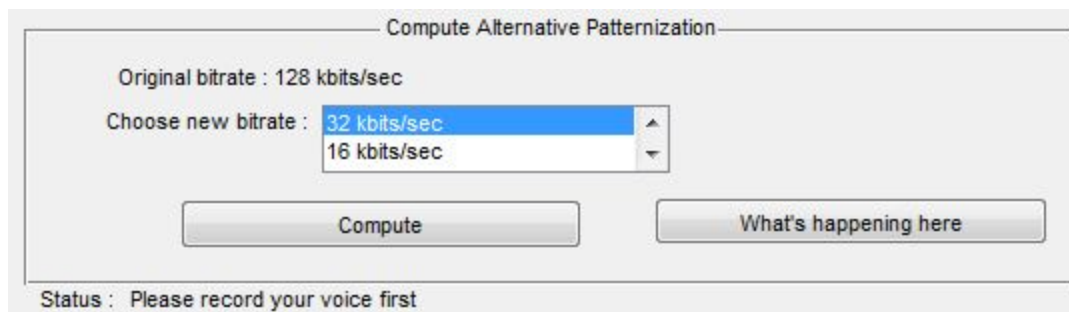 Compute Alternative Patternization
Original bitrate : 128 kbits/sec
Choose new bitrate : 32 kbits/sec
16 kbits/sec
Compute What's happening here
Status : Please record your voice first